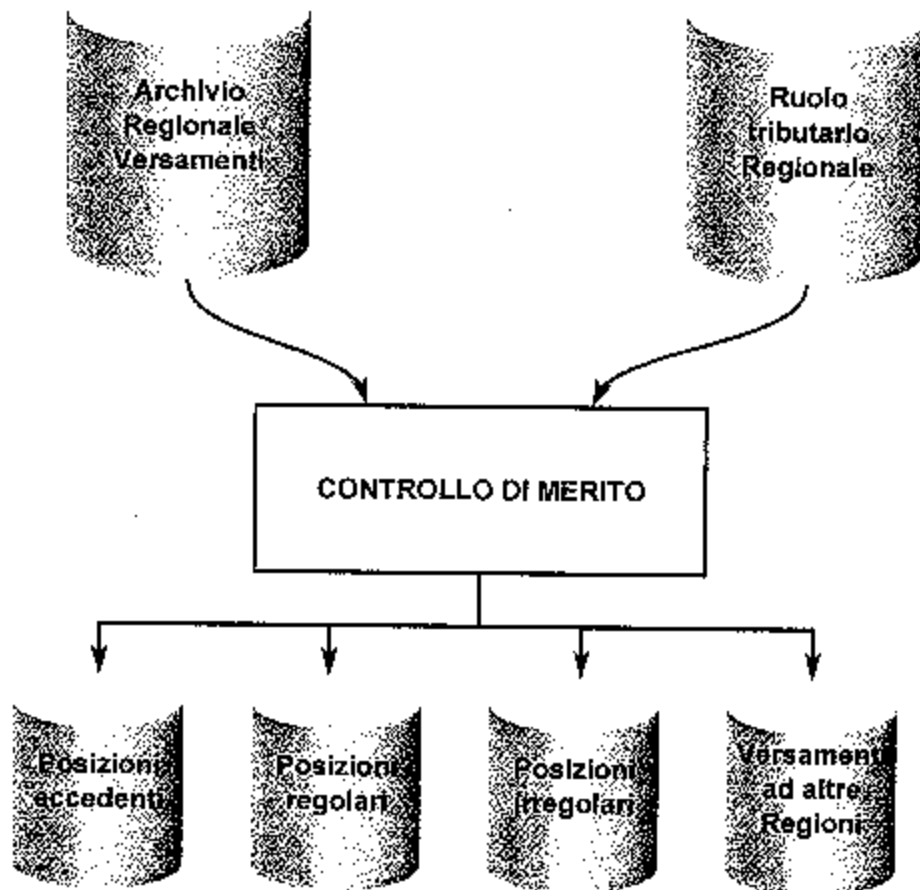 Archivio
Regionale
Versamenti
Ruolo
tributario
Regionale
CONTROLLO DI MERITO
Posizioni
eccedenti
Posizioni
regolari
Posizioni
irregolari
Versamenti
ad altre
Regioni